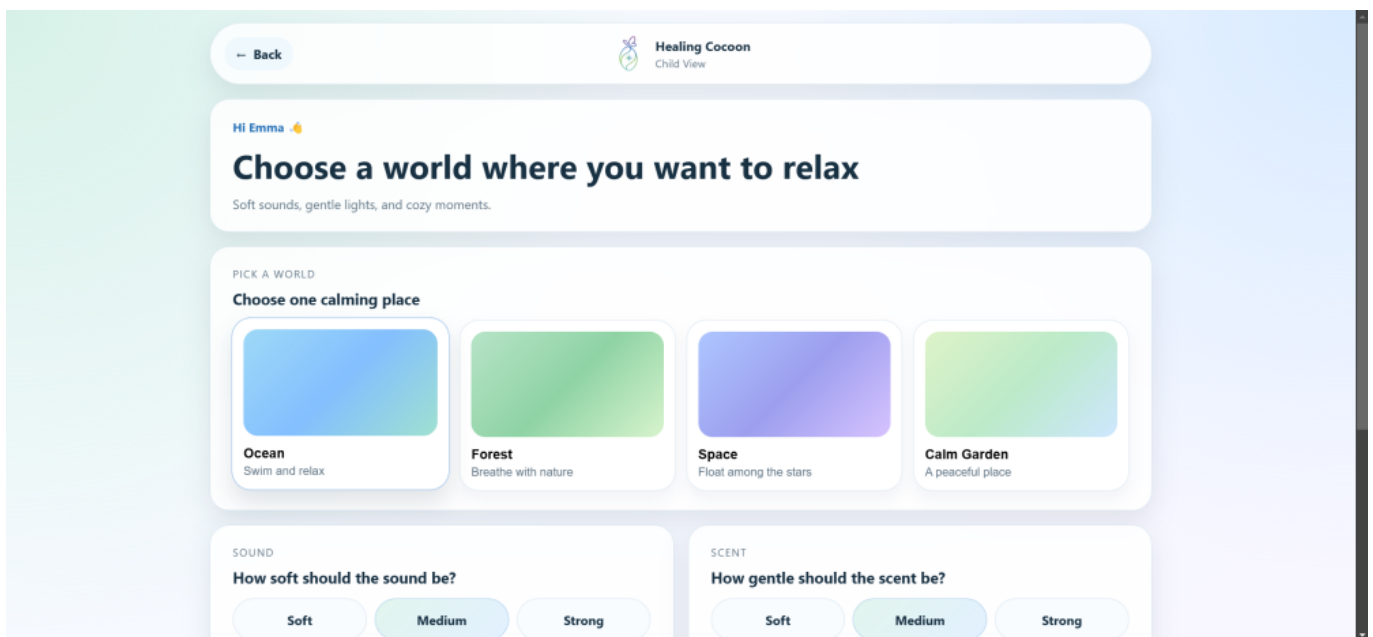 ← Back
Healing Cocoon
Child View
Hi Emma 👋
Choose a world where you want to relax
Soft sounds, gentle lights, and cozy moments.
PICK A WORLD
Choose one calming place
Ocean
Swim and relax
Forest
Breathe with nature
Space
Float among the stars
Calm Garden
A peaceful place
SOUND
How soft should the sound be?
Soft Medium Strong
SCENT
How gentle should the scent be?
Soft Medium Strong